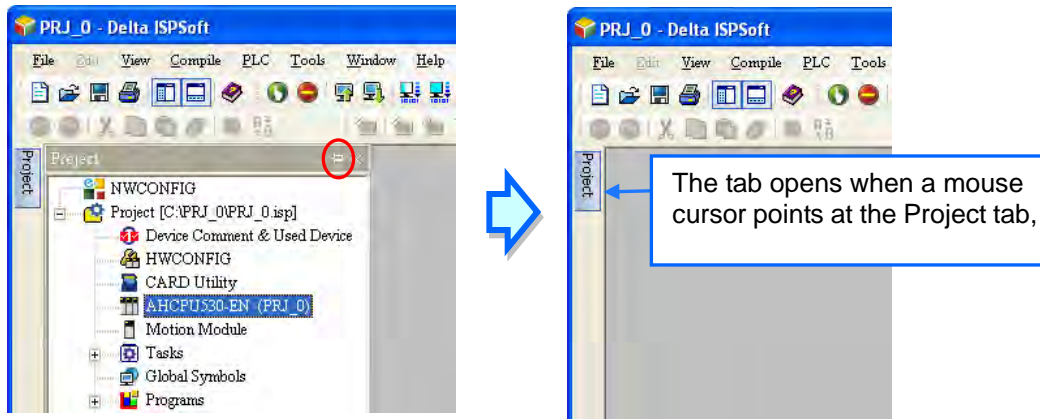 PRJ_0 - Delta ISPSoft
File Edit View Compile PLC Tools Window Help
Project
Project
NWCONFIG
Project [C:\PRJ_0\PRJ_0.isp]
Device Comment & Used Device
HWCONFIG
CARD Utility
AHCPU530-EN (PRJ_0)
Motion Module
Tasks
Global Symbols
Programs
PRJ_0 - Delta ISPSoft
File Edit View Compile PLC Tools
Project
The tab opens when a mouse
cursor points at the Project tab,